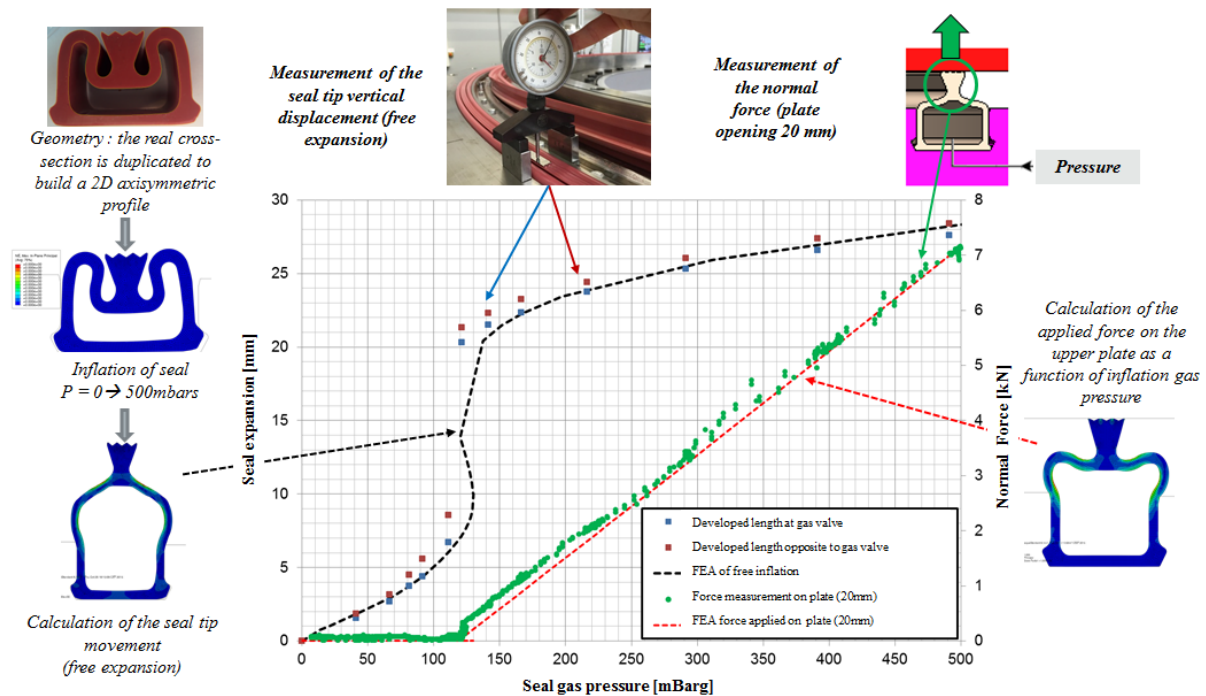 Measurement of the
seal tip vertical
displacement (free
expansion)
Measurement of
the normal
force (plate
opening 20 mm)
Pressure
Geometry : the real cross-
section is duplicated to
build a 2D axisymmetric
profile
Inflation of seal
P = 0→ 500mbars
Calculation of the seal tip
movement
(free expansion)
Seal expansion [mm]
30
25
20
15
10
5
0
0
50
100
150
200
250
300
350
400
450
500
Seal gas pressure [mBarg]
8
7
6
5
4
3
2
1
0
Normal Force [kN]
Developed length at gas valve
Developed length opposite to gas valve
FEA of free inflation
Force measurement on plate (20mm)
FEA force applied on plate (20mm)
Calculation of the
applied force on the
upper plate as a
function of inflation gas
pressure